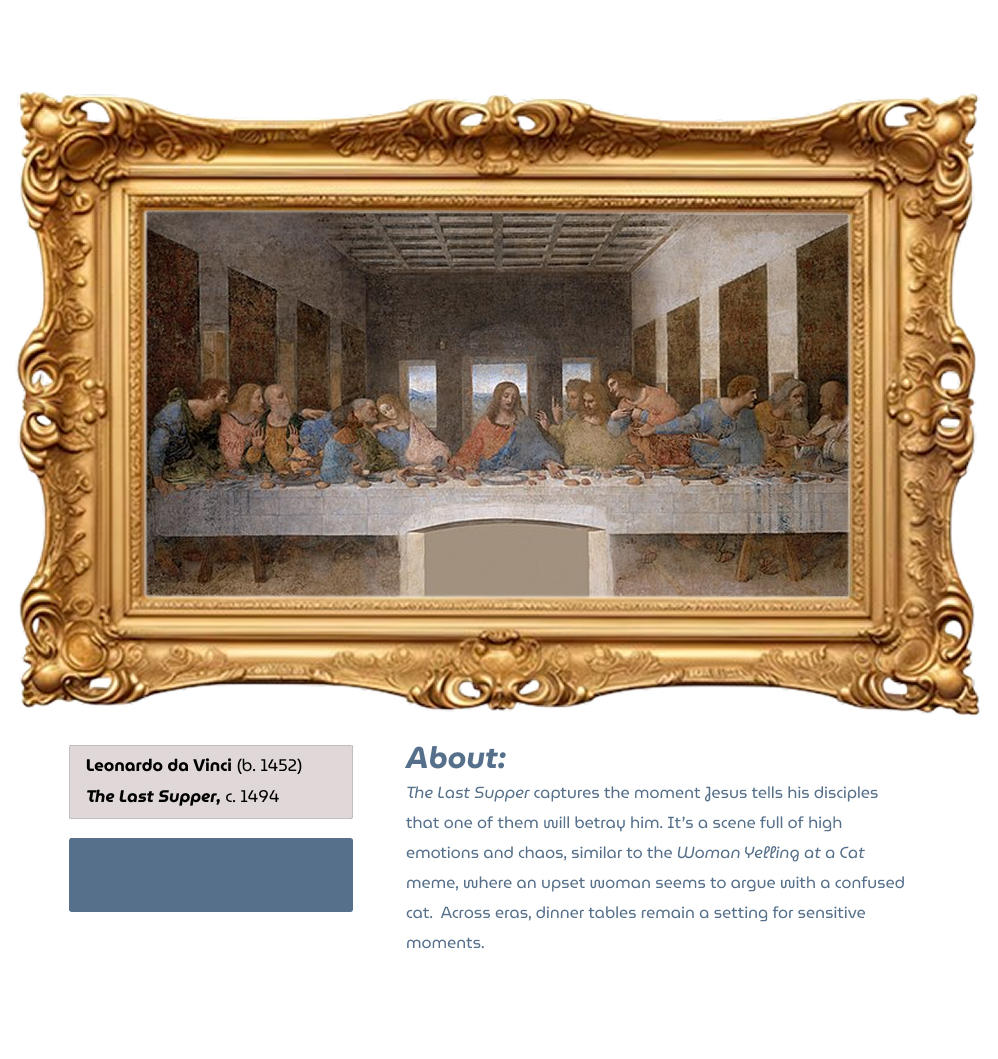 Leonardo da Vinci (b. 1452)
The Last Supper, c. 1494
About:
The Last Supper captures the moment Jesus tells his disciples
that one of them will betray him. It's a scene full of high
emotions and chaos, similar to the Woman Yelling at a Cat
meme, where an upset woman seems to argue with a confused
cat.  Across eras, dinner tables remain a setting for sensitive
moments.